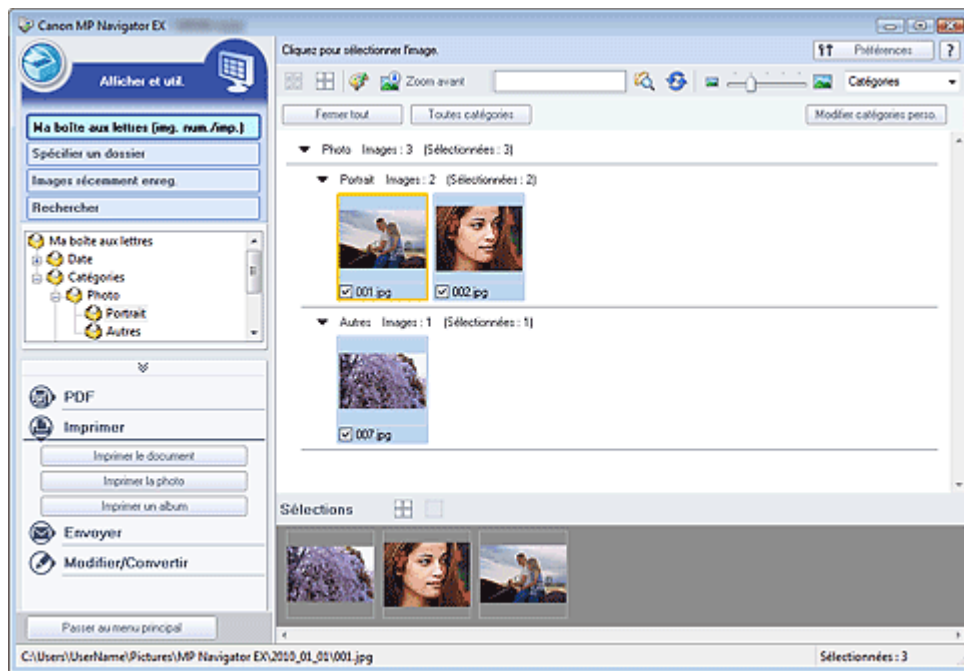 Canon MP Navigator EX
Afficher et util.
Ma boîte aux lettres (img. num./imp.)
Spécifier un dossier
Images récemment enreg.
Rechercher
Ma boîte aux lettres
Date
Catégories
Photo
Portrait
Autres
PDF
Imprimer
Imprimer le document
Imprimer la photo
Imprimer un album
Envoyer
Modifier/Convertir
Passer au menu principal
Cliquez pour sélectionner l'image.
Préférences
?
Zoom avant
Catégories
Fermer tout
Toutes catégories
Modifier catégories perso.
Photo Images : 3 (Sélectionnées : 3)
Portrait Images : 2 (Sélectionnées : 2)
001.jpg
002.jpg
Autres Images : 1 (Sélectionnées : 1)
007.jpg
Sélections
C:\Users\UserName\Pictures\MP Navigator EX\2010_01_01\001.jpg
Sélectionnées : 3